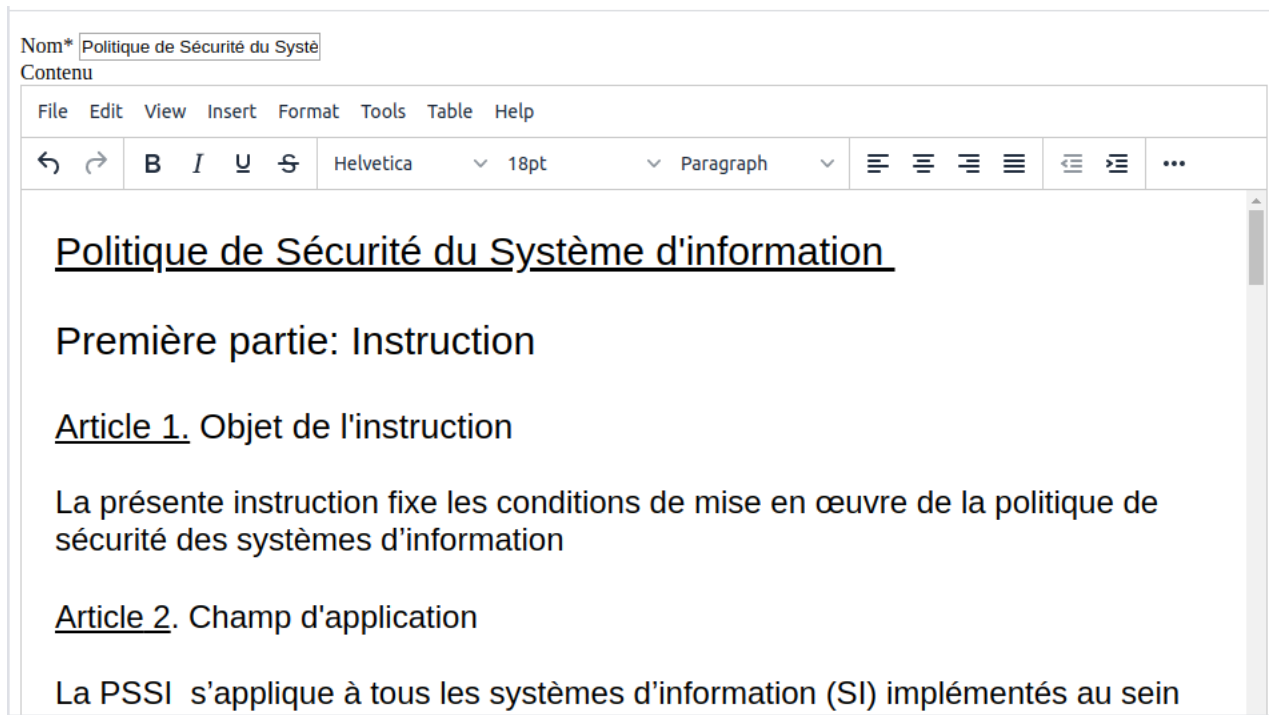 Nom* Politique de Sécurité du Systè
Contenu
File Edit View Insert Format Tools Table Help
B I U S Helvetica 18pt Paragraph
Politique de Sécurité du Système d'information
Première partie: Instruction
Article 1. Objet de l'instruction
La présente instruction fixe les conditions de mise en œuvre de la politique de
sécurité des systèmes d’information
Article 2. Champ d'application
La PSSI  s’applique à tous les systèmes d’information (SI) implémentés au sein